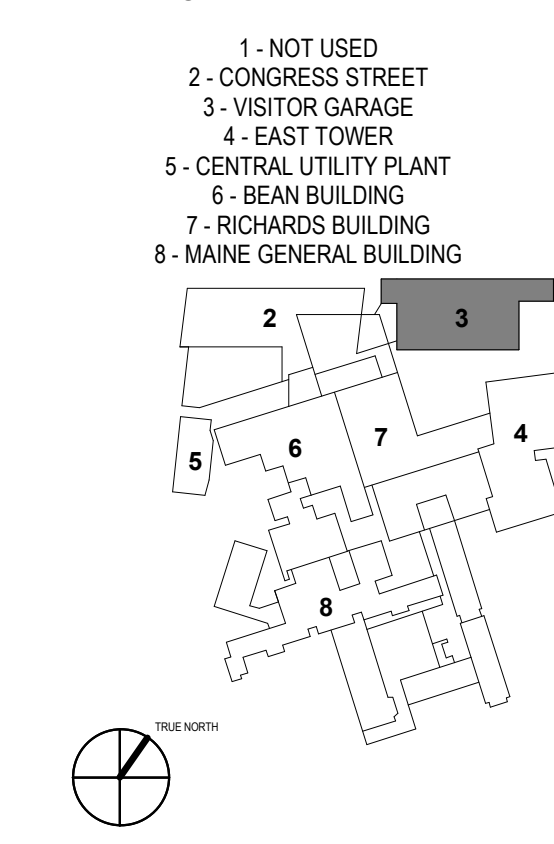 1 - NOT USED
2 - CONGRESS STREET
3 - VISITOR GARAGE
4 - EAST TOWER
5 - CENTRAL UTILITY PLANT
6 - BEAN BUILDING
7 - RICHARDS BUILDING
8 - MAINE GENERAL BUILDING
2
3
7
4
6
5
8
TRUE NORTH